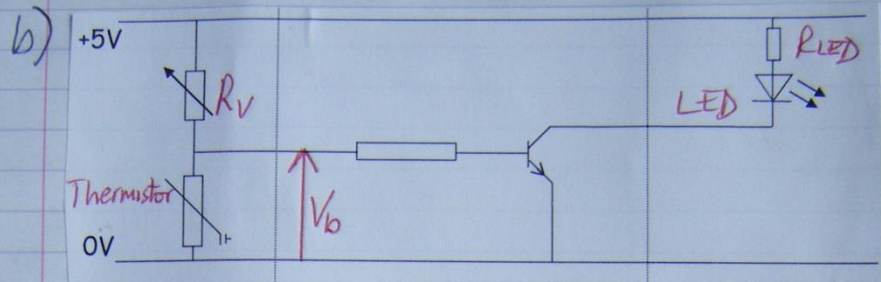 b)
+5V
Rv
RLED
LED
Thermistor
Vb
0V